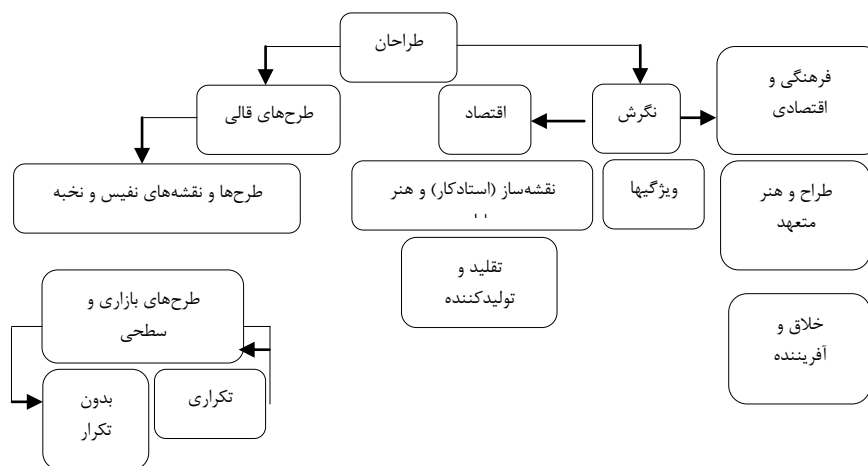 طراحان
فرهنگی و
اقتصادی
نگرش
اقتصاد
طرح‌های قالی
طراح و هنر
متعهد
ویژگیها
نقشه‌ساز (استادکار) و هنر
طرح‌ها و نقشه‌های نفیس و نخبه
تقلید و
تولیدکننده
خلاق و
آفریننده
طرح‌های بازاری و
سطحی
تکراری
بدون
تکرار